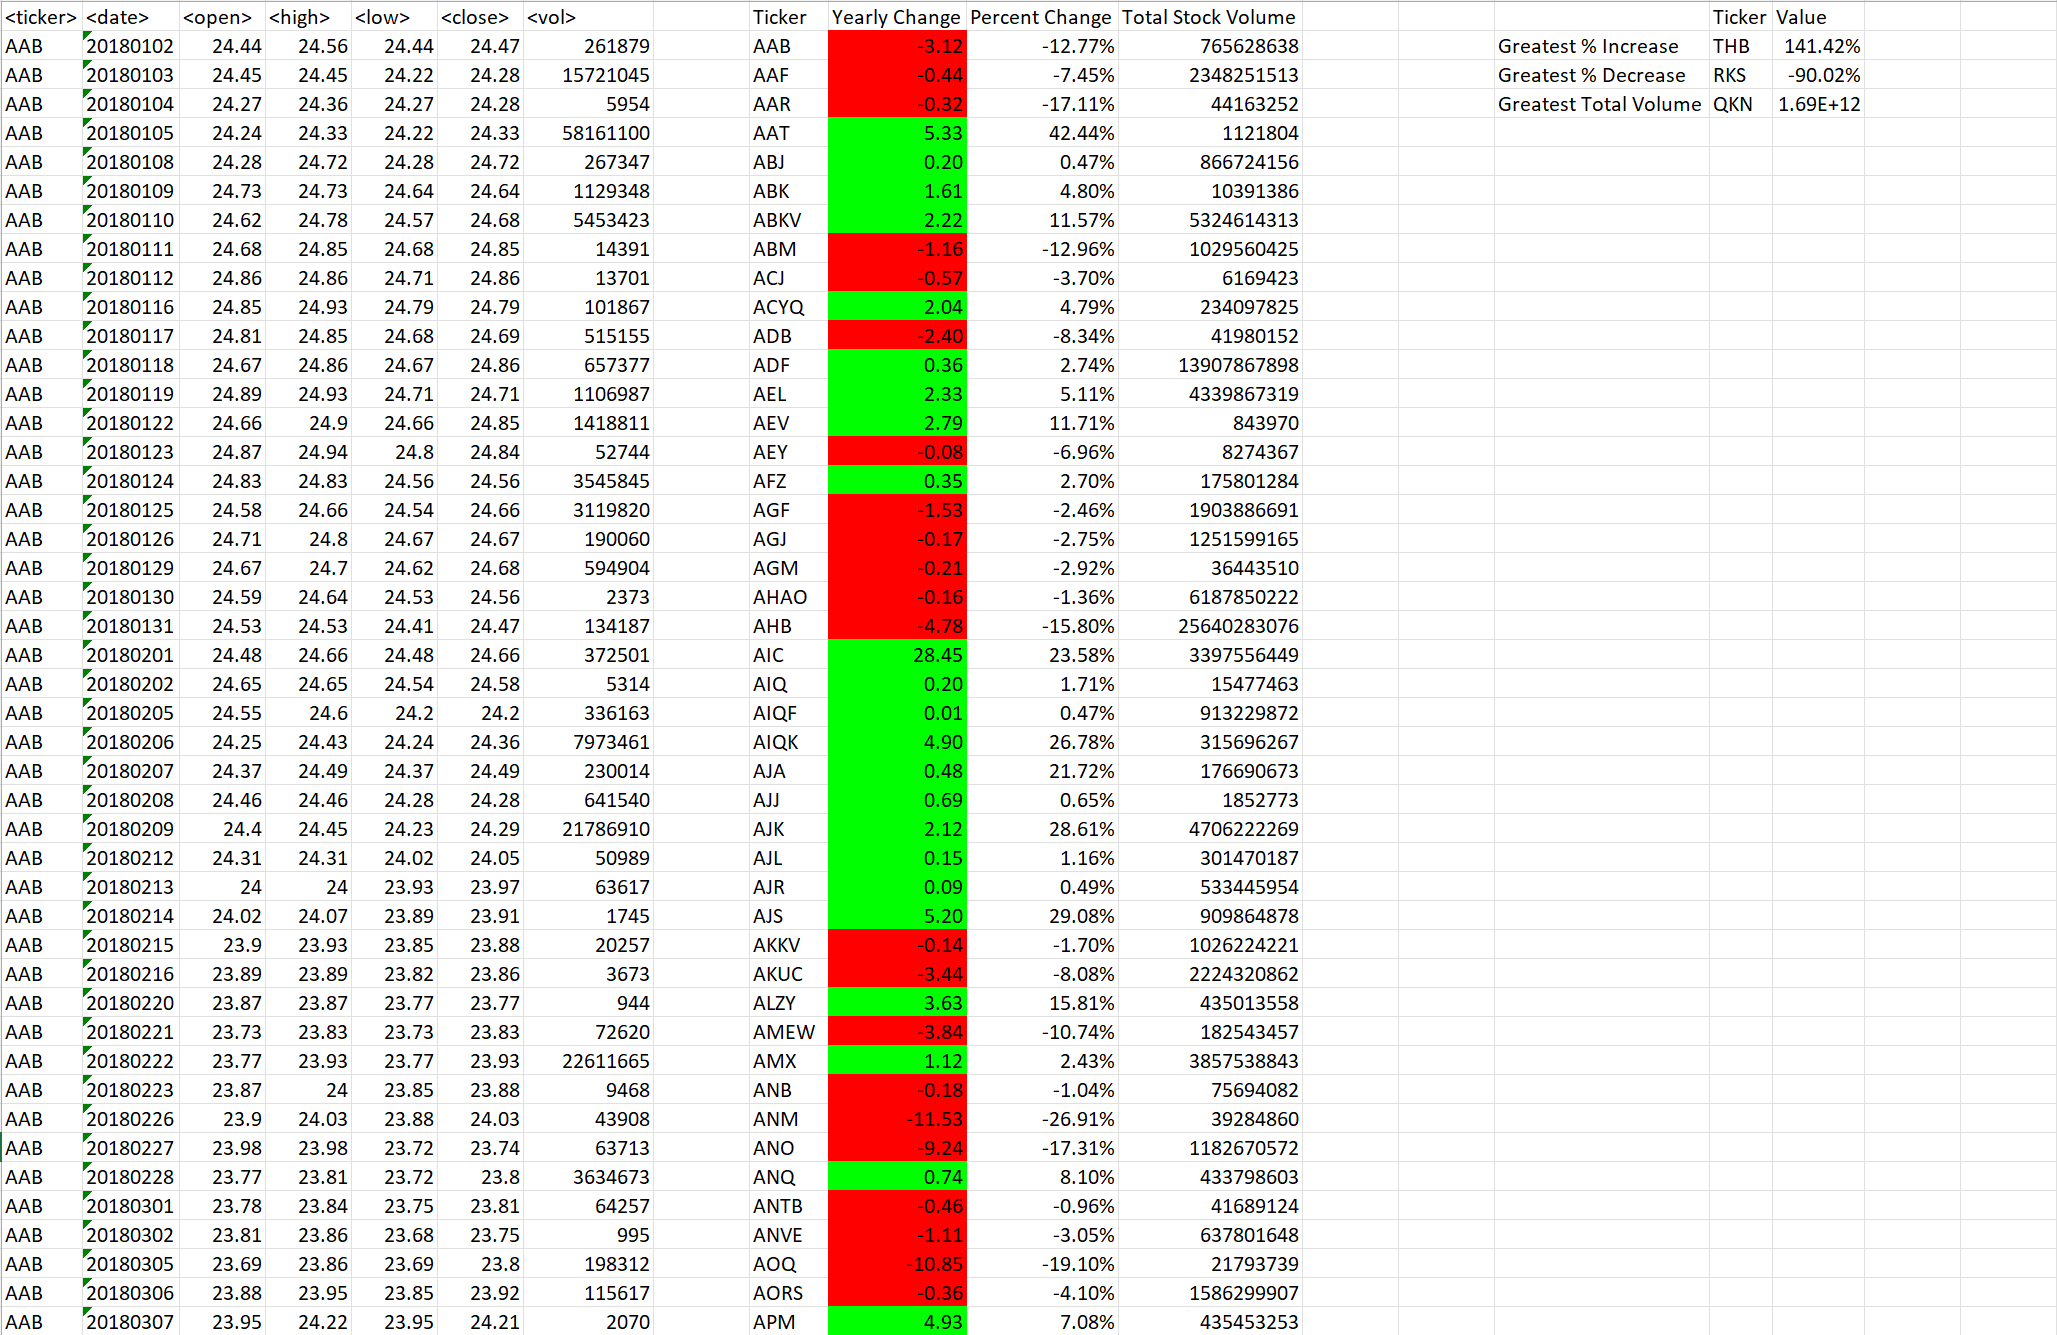 <ticker> <date> <open> <high> <low> <close> <vol> Ticker Yearly Change Percent Change Total Stock Volume Ticker Value
AAB 20180102 24.44 24.56 24.44 24.47 261879 AAB -3.12 -12.77% 765628638 Greatest % Increase THB 141.42%
AAB 20180103 24.45 24.45 24.22 24.28 15721045 AAF -0.44 -7.45% 2348251513 Greatest % Decrease RKS -90.02%
AAB 20180104 24.27 24.36 24.27 24.28 5954 AAR -0.32 -17.11% 44163252 Greatest Total Volume QKN 1.69E+12
AAB 20180105 24.24 24.33 24.22 24.33 58161100 AAT 5.33 42.44% 1121804
AAB 20180108 24.28 24.72 24.28 24.72 267347 ABJ 0.20 0.47% 866724156
AAB 20180109 24.73 24.73 24.64 24.64 1129348 ABK 1.61 4.80% 10391386
AAB 20180110 24.62 24.78 24.57 24.68 5453423 ABKV 2.22 11.57% 5324614313
AAB 20180111 24.68 24.85 24.68 24.85 14391 ABM -1.16 -12.96% 1029560425
AAB 20180112 24.86 24.86 24.71 24.86 13701 ACJ -0.57 -3.70% 6169423
AAB 20180116 24.85 24.93 24.79 24.79 101867 ACYQ 2.04 4.79% 234097825
AAB 20180117 24.81 24.85 24.68 24.69 515155 ADB -2.40 -8.34% 41980152
AAB 20180118 24.67 24.86 24.67 24.86 657377 ADF 0.36 2.74% 13907867898
AAB 20180119 24.89 24.93 24.71 24.71 1106987 AEL 2.33 5.11% 4339867319
AAB 20180122 24.66 24.9 24.66 24.85 1418811 AEV 2.79 11.71% 843970
AAB 20180123 24.87 24.94 24.8 24.84 52744 AEY -0.08 -6.96% 8274367
AAB 20180124 24.83 24.83 24.56 24.56 3545845 AFZ 0.35 2.70% 175801284
AAB 20180125 24.58 24.66 24.54 24.66 3119820 AGF -1.53 -2.46% 1903886691
AAB 20180126 24.71 24.8 24.67 24.67 190060 AGJ -0.17 -2.75% 1251599165
AAB 20180129 24.67 24.7 24.62 24.68 594904 AGM -0.21 -2.92% 36443510
AAB 20180130 24.59 24.64 24.53 24.56 2373 AHAO -0.16 -1.36% 6187850222
AAB 20180131 24.53 24.53 24.41 24.47 134187 AHB -4.78 -15.80% 25640283076
AAB 20180201 24.48 24.66 24.48 24.66 372501 AIC 28.45 23.58% 3397556449
AAB 20180202 24.65 24.65 24.54 24.58 5314 AIQ 0.20 1.71% 15477463
AAB 20180205 24.55 24.6 24.2 24.2 336163 AIQF 0.01 0.47% 913229872
AAB 20180206 24.25 24.43 24.24 24.36 7973461 AIQK 4.90 26.78% 315696267
AAB 20180207 24.37 24.49 24.37 24.49 230014 AJA 0.48 21.72% 176690673
AAB 20180208 24.46 24.46 24.28 24.28 641540 AJJ 0.69 0.65% 1852773
AAB 20180209 24.4 24.45 24.23 24.29 21786910 AJK 2.12 28.61% 4706222269
AAB 20180212 24.31 24.31 24.02 24.05 50989 AJL 0.15 1.16% 301470187
AAB 20180213 24 24 23.93 23.97 63617 AJR 0.09 0.49% 533445954
AAB 20180214 24.02 24.07 23.89 23.91 1745 AJS 5.20 29.08% 909864878
AAB 20180215 23.9 23.93 23.85 23.88 20257 AKKV -0.14 -1.70% 1026224221
AAB 20180216 23.89 23.89 23.82 23.86 3673 AKUC -3.44 -8.08% 2224320862
AAB 20180220 23.87 23.87 23.77 23.77 944 ALZY 3.63 15.81% 435013558
AAB 20180221 23.73 23.83 23.73 23.83 72620 AMEW -3.84 -10.74% 182543457
AAB 20180222 23.77 23.93 23.77 23.93 22611665 AMX 1.12 2.43% 3857538843
AAB 20180223 23.87 24 23.85 23.88 9468 ANB -0.18 -1.04% 75694082
AAB 20180226 23.9 24.03 23.88 24.03 43908 ANM -11.53 -26.91% 39284860
AAB 20180227 23.98 23.98 23.72 23.74 63713 ANO -9.24 -17.31% 1182670572
AAB 20180228 23.77 23.81 23.72 23.8 3634673 ANQ 0.74 8.10% 433798603
AAB 20180301 23.78 23.84 23.75 23.81 64257 ANTB -0.46 -0.96% 41689124
AAB 20180302 23.81 23.86 23.68 23.75 995 ANVE -1.11 -3.05% 637801648
AAB 20180305 23.69 23.86 23.69 23.8 198312 AOQ -10.85 -19.10% 21793739
AAB 20180306 23.88 23.95 23.85 23.92 115617 AORS -0.36 -4.10% 1586299907
AAB 20180307 23.95 24.22 23.95 24.21 2070 APM 4.93 7.08% 435453253